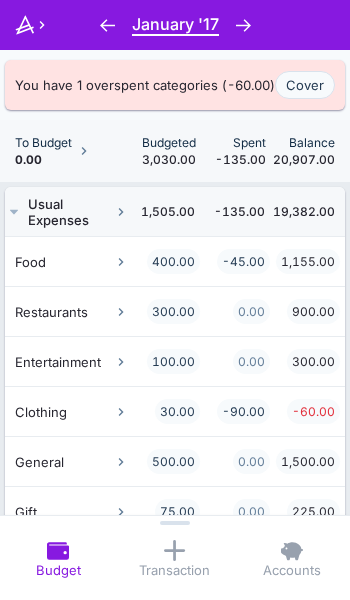 January '17
You have 1 overspent categories (-60.00) Cover
To Budget Budgeted Spent Balance
0.00 3,030.00 -135.00 20,907.00
Usual Expenses 1,505.00 -135.00 19,382.00
Food 400.00 -45.00 1,155.00
Restaurants 300.00 0.00 900.00
Entertainment 100.00 0.00 300.00
Clothing 30.00 -90.00 -60.00
General 500.00 0.00 1,500.00
Gift 75.00 0.00 225.00
Budget Transaction Accounts